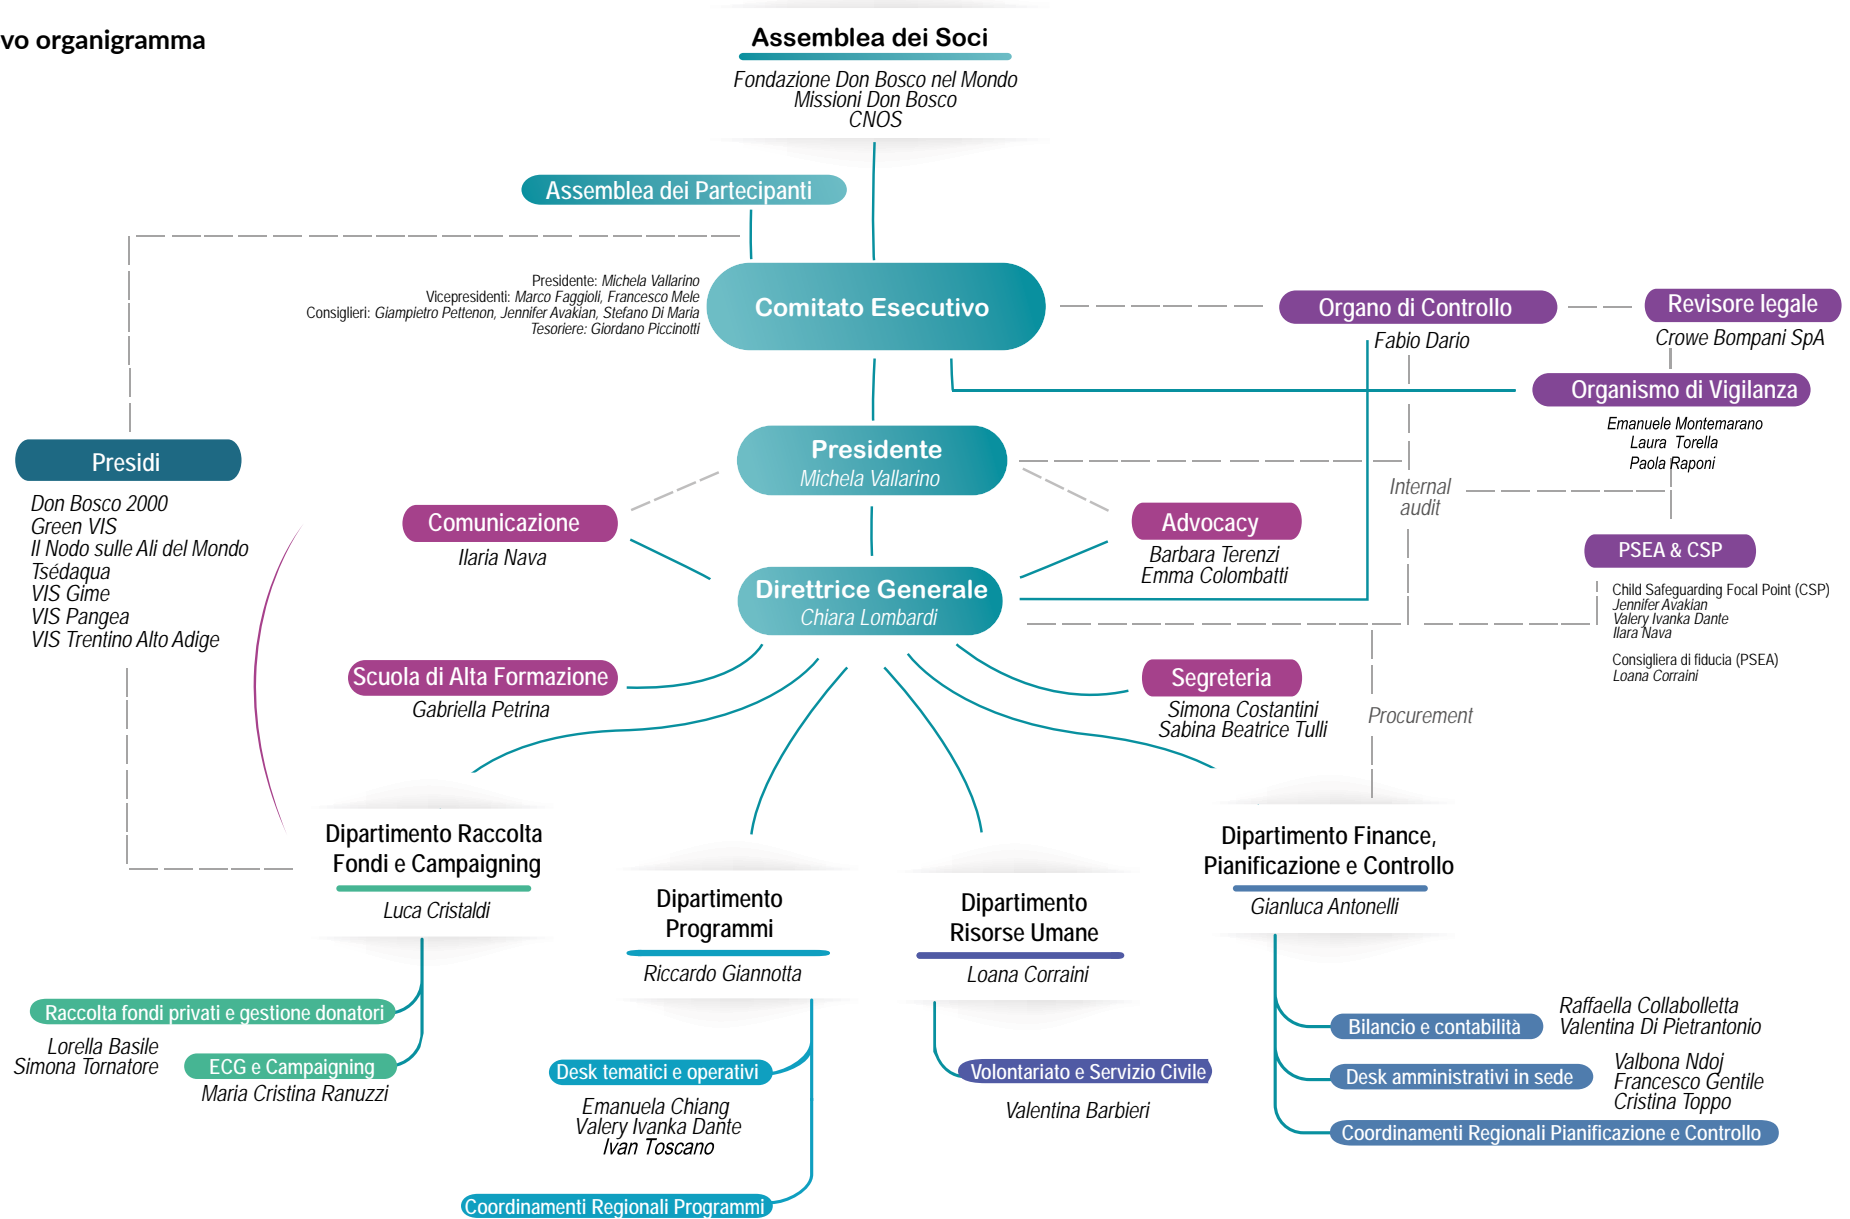 vo organigramma
Assemblea dei Soci
Fondazione Don Bosco nel Mondo
Missioni Don Bosco
CNOS
Assemblea dei Partecipanti
Presidente: Michela Vallarino
Vicepresidenti: Marco Faggioli, Francesco Mele
Consiglieri: Giampietro Pettenon, Jennifer Avakian, Stefano Di Maria
Tesoriere: Giordano Piccinotti
Comitato Esecutivo
Organo di Controllo
Fabio Dario
Revisore legale
Crowe Bompani SpA
Organismo di Vigilanza
Emanuele Montemarano
Laura Torella
Paola Raponi
Presidi
Don Bosco 2000
Green VIS
Il Nodo sulle Ali del Mondo
Tsédaqua
VIS Gime
VIS Pangea
VIS Trentino Alto Adige
Presidente
Michela Vallarino
Internal
audit
Comunicazione
Ilaria Nava
Advocacy
Barbara Terenzi
Emma Colombatti
PSEA & CSP
Child Safeguarding Focal Point (CSP)
Jennifer Avakian
Valery Ivanka Dante
Ilara Nava
Consigliera di fiducia (PSEA)
Loana Corraini
Direttrice Generale
Chiara Lombardi
Scuola di Alta Formazione
Gabriella Petrina
Segreteria
Simona Costantini
Sabina Beatrice Tulli
Procurement
Dipartimento Raccolta
Fondi e Campaigning
Luca Cristaldi
Dipartimento
Programmi
Riccardo Giannotta
Dipartimento
Risorse Umane
Loana Corraini
Dipartimento Finance,
Pianificazione e Controllo
Gianluca Antonelli
Raccolta fondi privati e gestione donatori
Lorella Basile
Simona Tornatore
ECG e Campaigning
Maria Cristina Ranuzzi
Desk tematici e operativi
Emanuela Chiang
Valery Ivanka Dante
Ivan Toscano
Coordinamenti Regionali Programmi
Volontariato e Servizio Civile
Valentina Barbieri
Bilancio e contabilità
Raffaella Collabolletta
Valentina Di Pietrantonio
Desk amministrativi in sede
Valbona Ndoj
Francesco Gentile
Cristina Toppo
Coordinamenti Regionali Pianificazione e Controllo